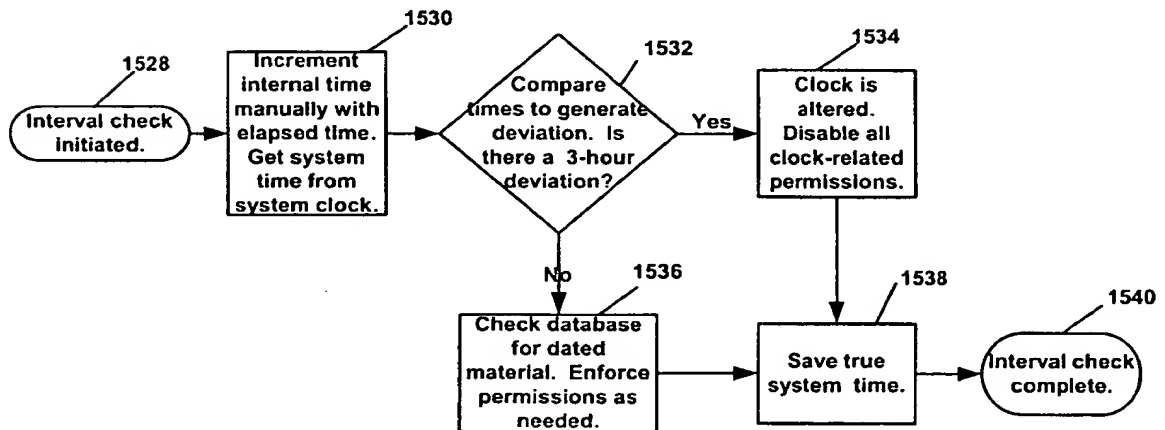 1528
Interval check
initiated.
1530
Increment
internal time
manually with
elapsed time.
Get system
time from
system clock.
1532
Compare
times to generate
deviation. Is
there a 3-hour
deviation?
Yes
1534
Clock is
altered.
Disable all
clock-related
permissions.
No
1536
Check database
for dated
material. Enforce
permissions as
needed.
1538
Save true
system time.
1540
Interval check
complete.